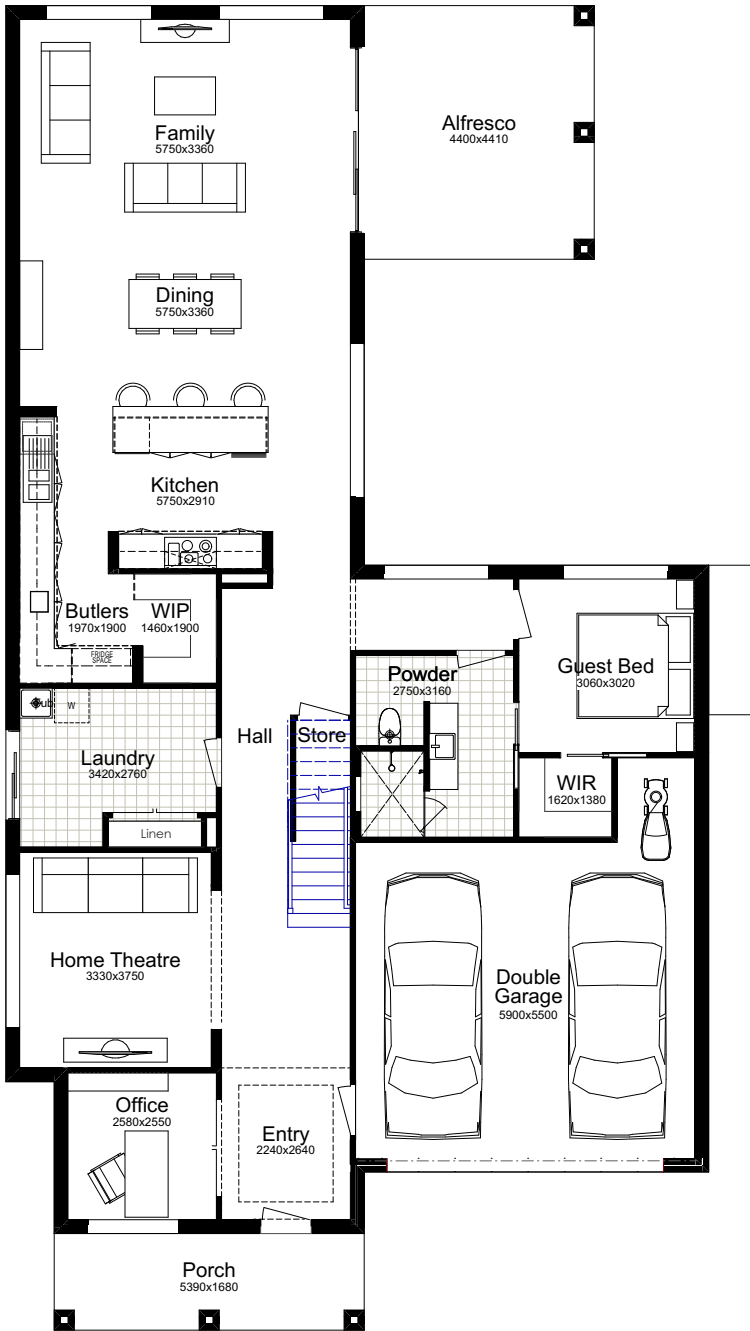 Family
5750x3360
Alfresco
4400x4410
Dining
5750x3360
Kitchen
5750x2910
Butlers
1970x1900
WIP
1460x1900
FRIDGE
SPACE
Powder
2750x3160
Guest Bed
3060x3020
W
Laundry
3420x2760
Hall
Store
WIR
1620x1380
Linen
Home Theatre
3330x3750
Double
Garage
5900x5500
Office
2580x2550
Entry
2240x2640
Porch
5390x1680